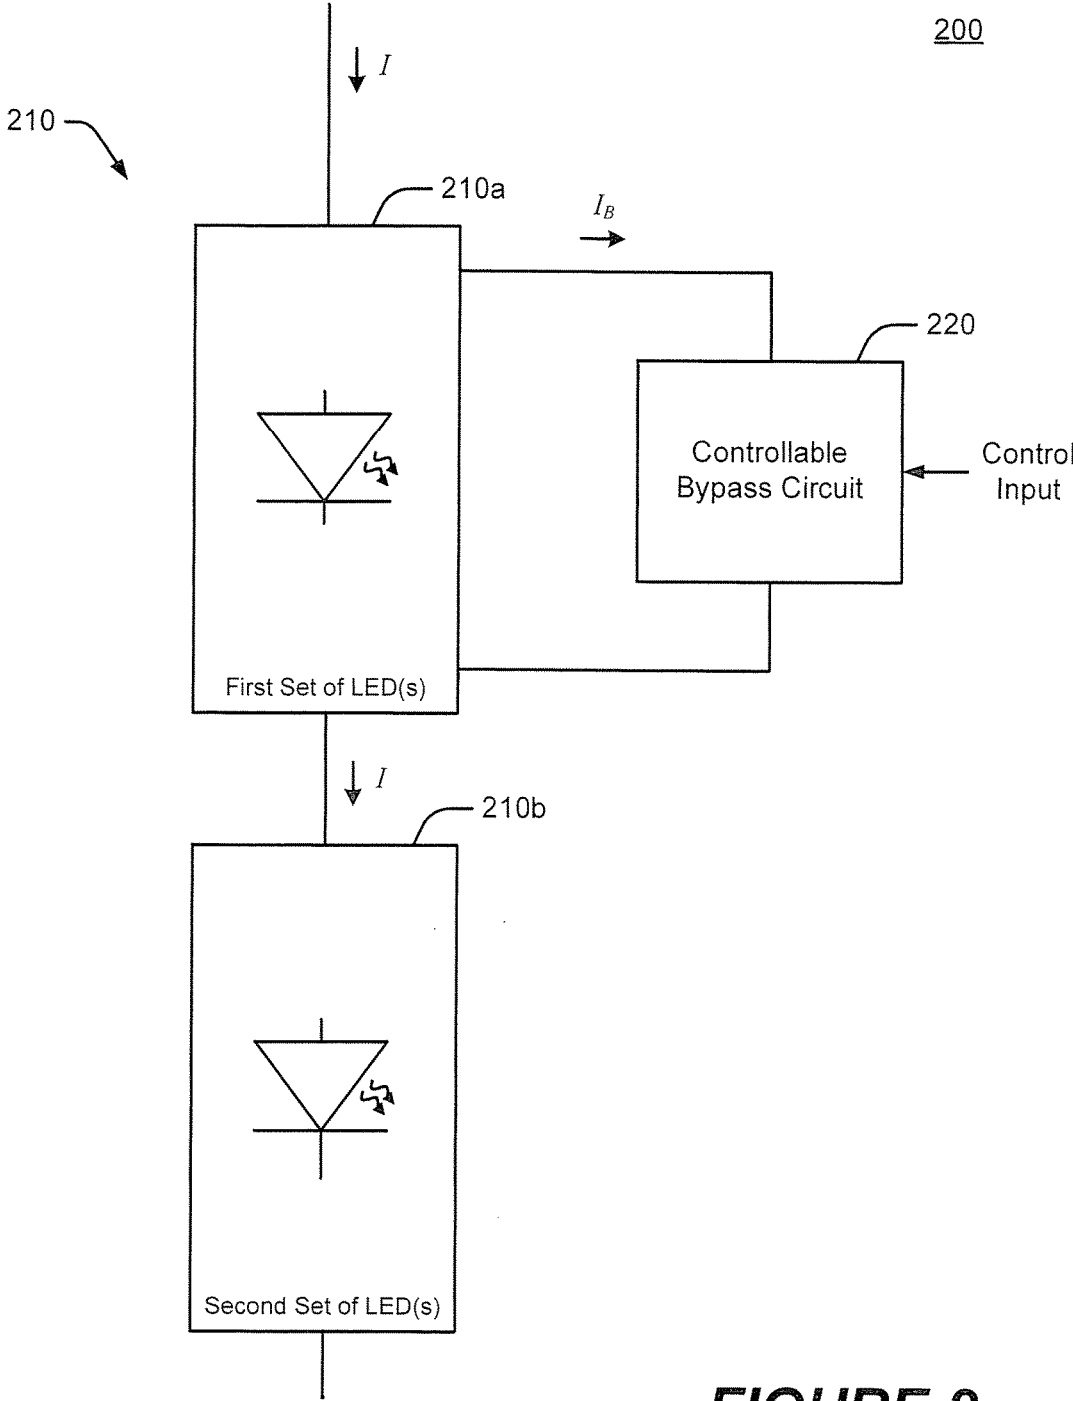 200
I
210
210a
I_B
220
Controllable
Bypass Circuit
Control
Input
First Set of LED(s)
I
210b
Second Set of LED(s)
FIGURE